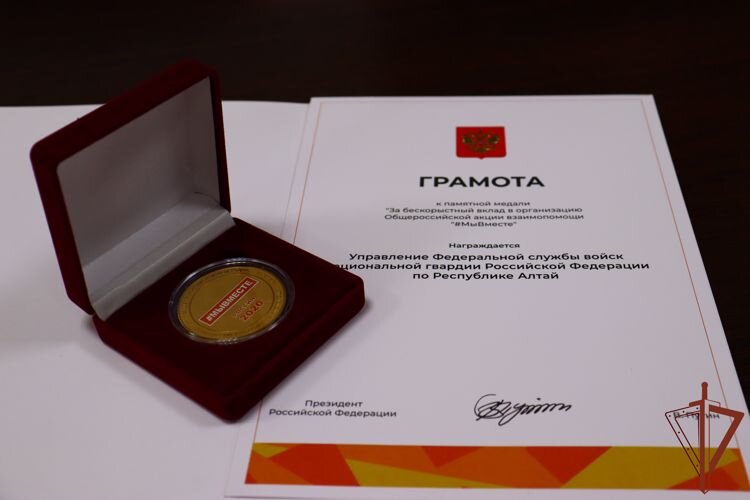 ГРАМОТА
к памятной медали
"За бескорыстный вклад в организацию
Общероссийской акции взаимопомощи
"#МыВместе"
Награждается
Управление Федеральной службы войск
гвардии Российской Федерации
по Республике Алтай
Президент
Российской Федерации
#МЫВМЕСТЕ
2020